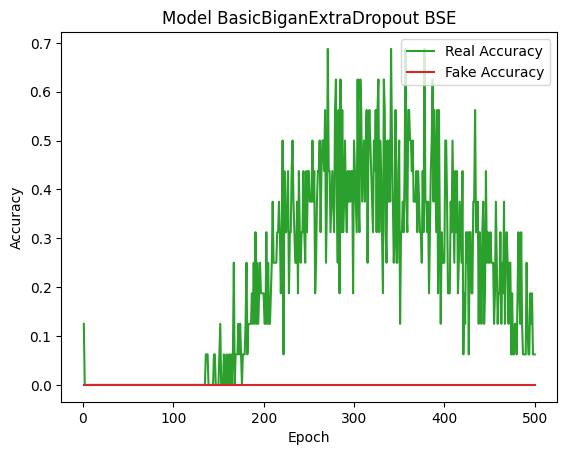 Model BasicBiganExtraDropout BSE
Real Accuracy
Fake Accuracy
Accuracy
0.7
0.6
0.5
0.4
0.3
0.2
0.1
0.0
0
100
200
300
400
500
Epoch